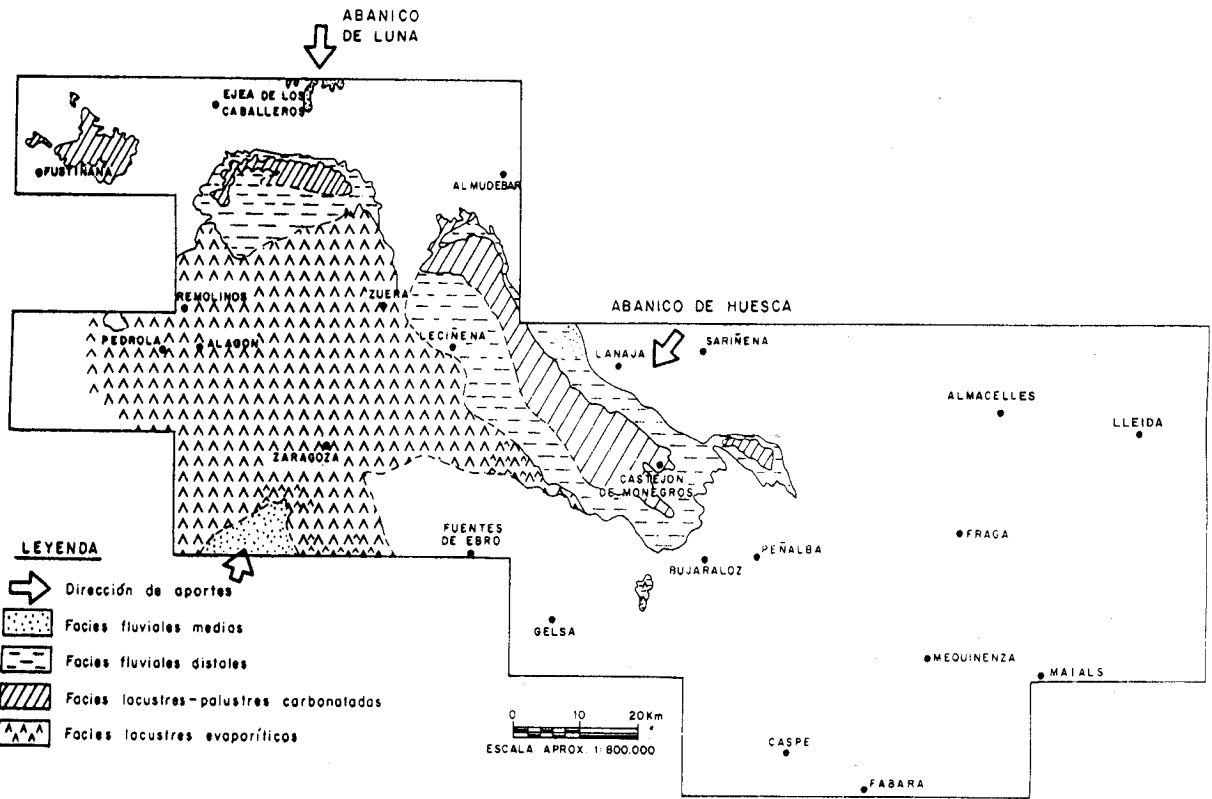 ABANICO
DE LUNA
EJEA DE LOS
CABALLEROS
FUSTIÑANA
ALMUDEBAR
REMOLINOS
ZUERA
ABANICO DE HUESCA
PEDROLA
ALAGON
LECIÑENA
LANAJA
SARIÑENA
ALMACELLES
LLEIDA
ZARAGOZA
CASTEJON
DE MONEGROS
FUENTES
DE EBRO
BUJARALOZ
PEÑALBA
FRAGA
GELSA
MEQUINENZA
MAIALS
CASPE
FABARA
LEYENDA
Dirección de aportes
Facies fluviales medias
Facies fluviales distales
Facies lacustres-palustres carbonatadas
Facies lacustres evaporíticas
0 10 20 Km
ESCALA APROX. 1:800.000